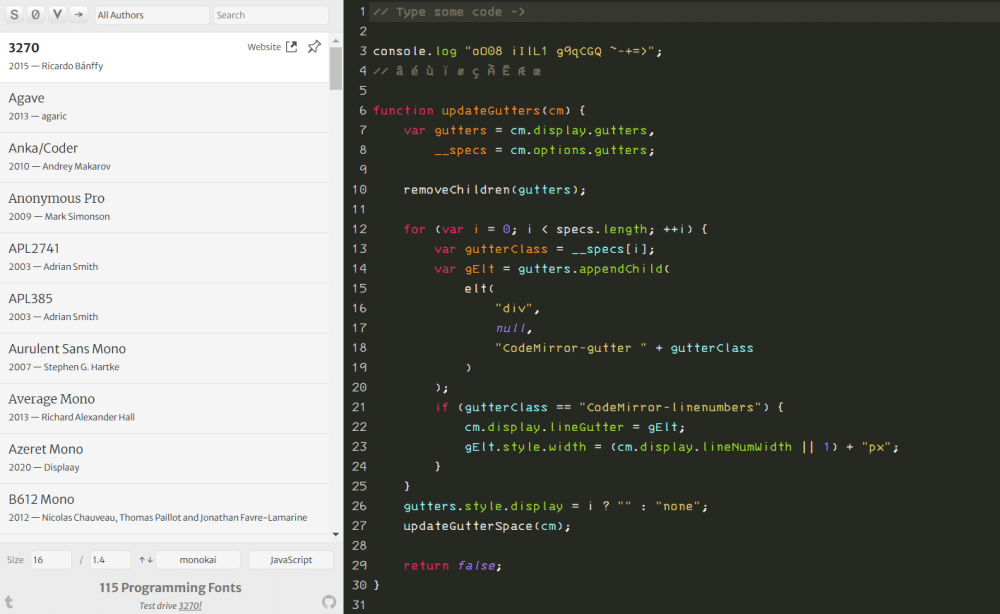 S 0 V → All Authors Search
3270 Website
2015 — Ricardo Bánffy
Agave
2013 — agaric
Anka/Coder
2010 — Andrey Makarov
Anonymous Pro
2009 — Mark Simonson
APL2741
2003 — Adrian Smith
APL385
2003 — Adrian Smith
Aurulent Sans Mono
2007 — Stephen G. Hartke
Average Mono
2013 — Richard Alexander Hall
Azeret Mono
2020 — Displaay
B612 Mono
2012 — Nicolas Chauveau, Thomas Paillot and Jonathan Favre-Lamarine
Size 16 / 1.4 ↑↓ monokai JavaScript
115 Programming Fonts
Test drive 3270!
1 // Type some code ->
2
3 console.log "oO08 iIlL1 g9qCGQ ~-+=>";
4 // å é ù ï ø ç Ã Ē Æ œ
5
6 function updateGutters(cm) {
7 var gutters = cm.display.gutters,
8 __specs = cm.options.gutters;
9
10 removeChildren(gutters);
11
12 for (var i = 0; i < specs.length; ++i) {
13 var gutterClass = __specs[i];
14 var gElt = gutters.appendChild(
15 elt(
16 "div",
17 null,
18 "CodeMirror-gutter " + gutterClass
19 )
20 );
21 if (gutterClass == "CodeMirror-linenumbers") {
22 cm.display.lineGutter = gElt;
23 gElt.style.width = (cm.display.lineNumWidth || 1) + "px";
24 }
25 }
26 gutters.style.display = i ? "" : "none";
27 updateGutterSpace(cm);
28
29 return false;
30 }
31